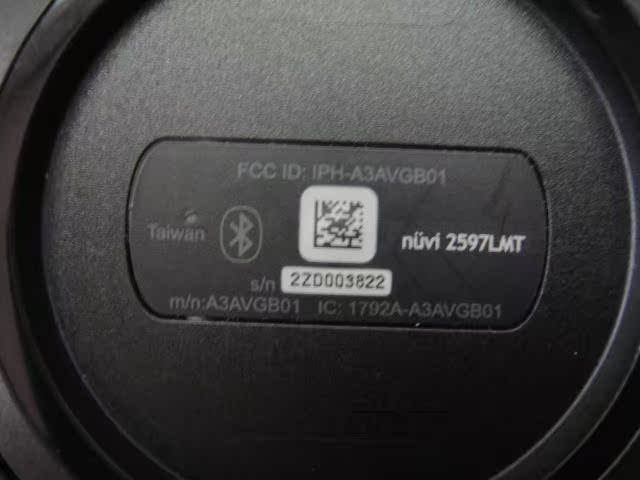 FCC ID: IPH-A3AVGB01
Taiwan
nüvi 2597LMT
s/n 2ZD003822
m/n:A3AVGB01 IC: 1792A-A3AVGB01